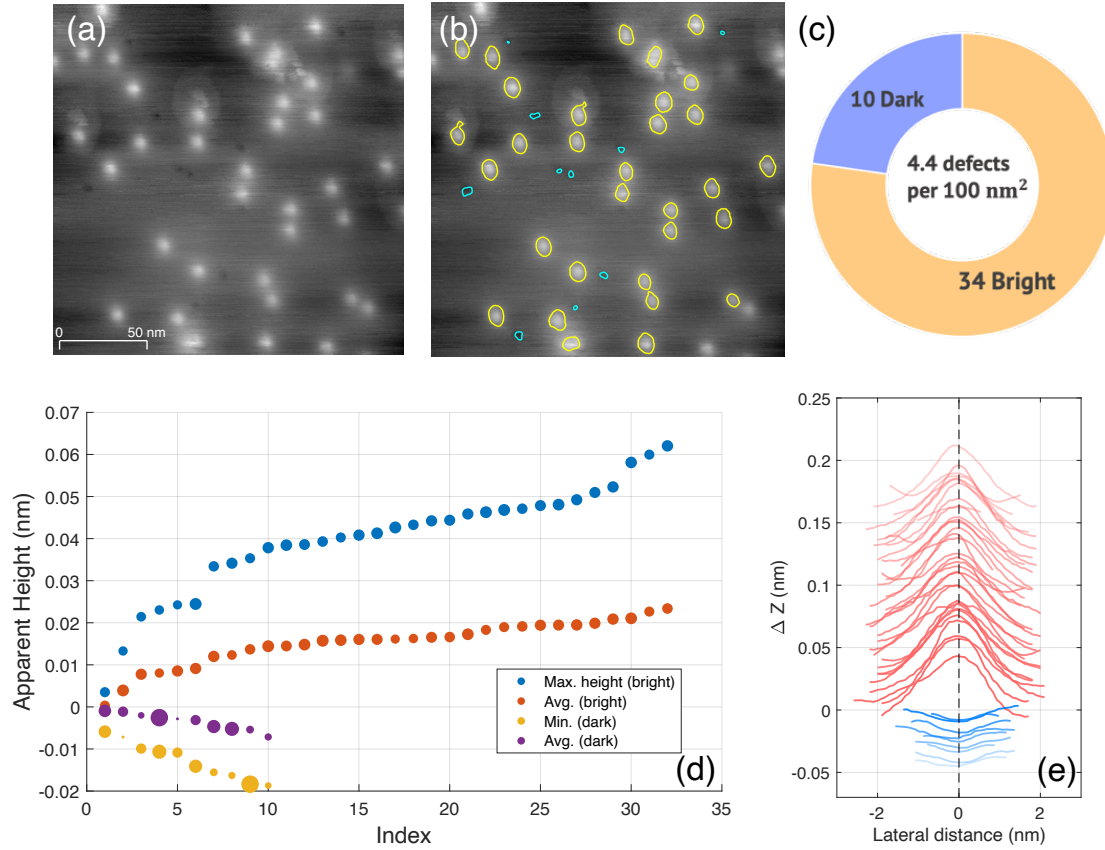 (a)
0
50 nm
(b)
(c)
10 Dark
4.4 defects
per 100 nm²
34 Bright
0.07
0.06
0.05
0.04
0.03
0.02
0.01
0
-0.01
-0.02
Apparent Height (nm)
0
5
10
15
20
25
30
35
Index
Max. height (bright)
Avg. (bright)
Min. (dark)
Avg. (dark)
(d)
0.25
0.2
0.15
0.1
0.05
0
-0.05
Δ Z (nm)
-2
0
2
Lateral distance (nm)
(e)